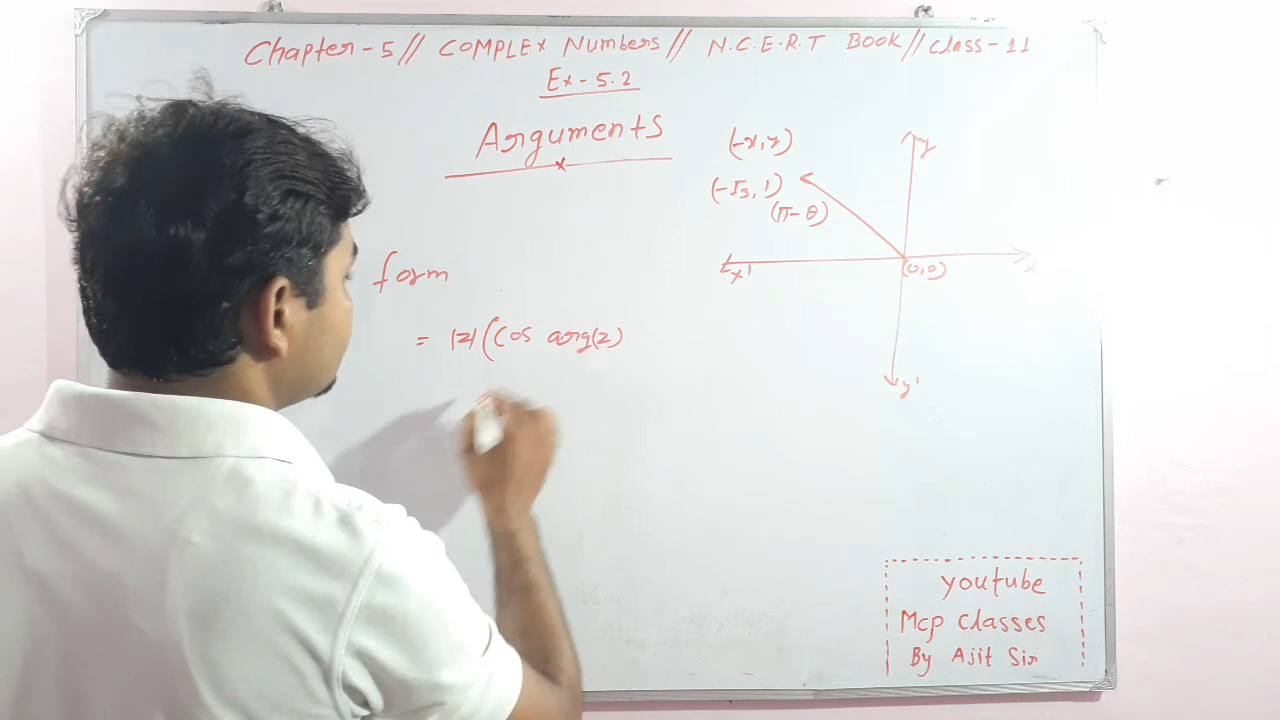 Chapter-5// COMPLEX Numbers// N.C.E.R.T BOOK// Class-11
Ex-5.2
Arguments
(-x,y)
(-√3,1)
(π-θ)
y
x'
(0,0)
x
y'
form
= |z|(Cos arg(z)
youtube
Mcp Classes
By Ajit Sir